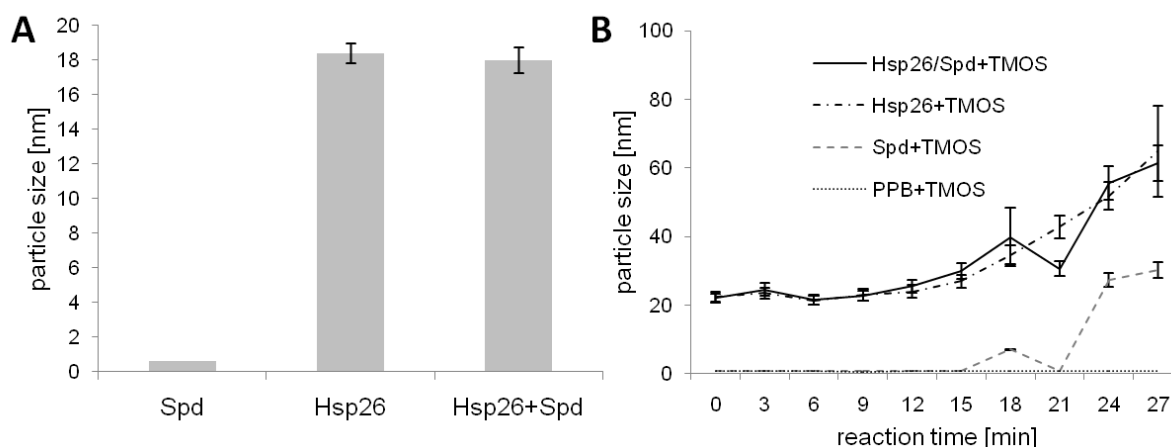 A
particle size [nm]
20
18
16
14
12
10
8
6
4
2
0
Spd
Hsp26
Hsp26+Spd
B
particle size [nm]
100
80
60
40
20
0
Hsp26/Spd+TMOS
Hsp26+TMOS
Spd+TMOS
PPB+TMOS
0 3 6 9 12 15 18 21 24 27
reaction time [min]